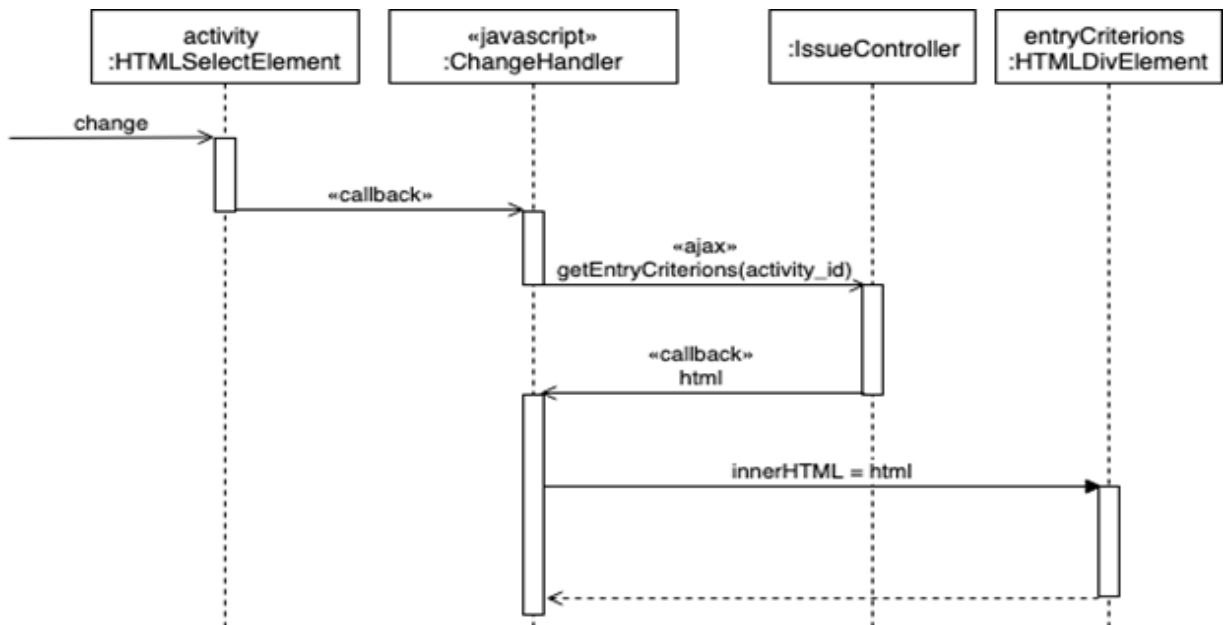 activity
:HTMLSelectElement
«javascript»
:ChangeHandler
:IssueController
entryCriterions
:HTMLDivElement
change
«callback»
«ajax»
getEntryCriterions(activity_id)
«callback»
html
innerHTML = html